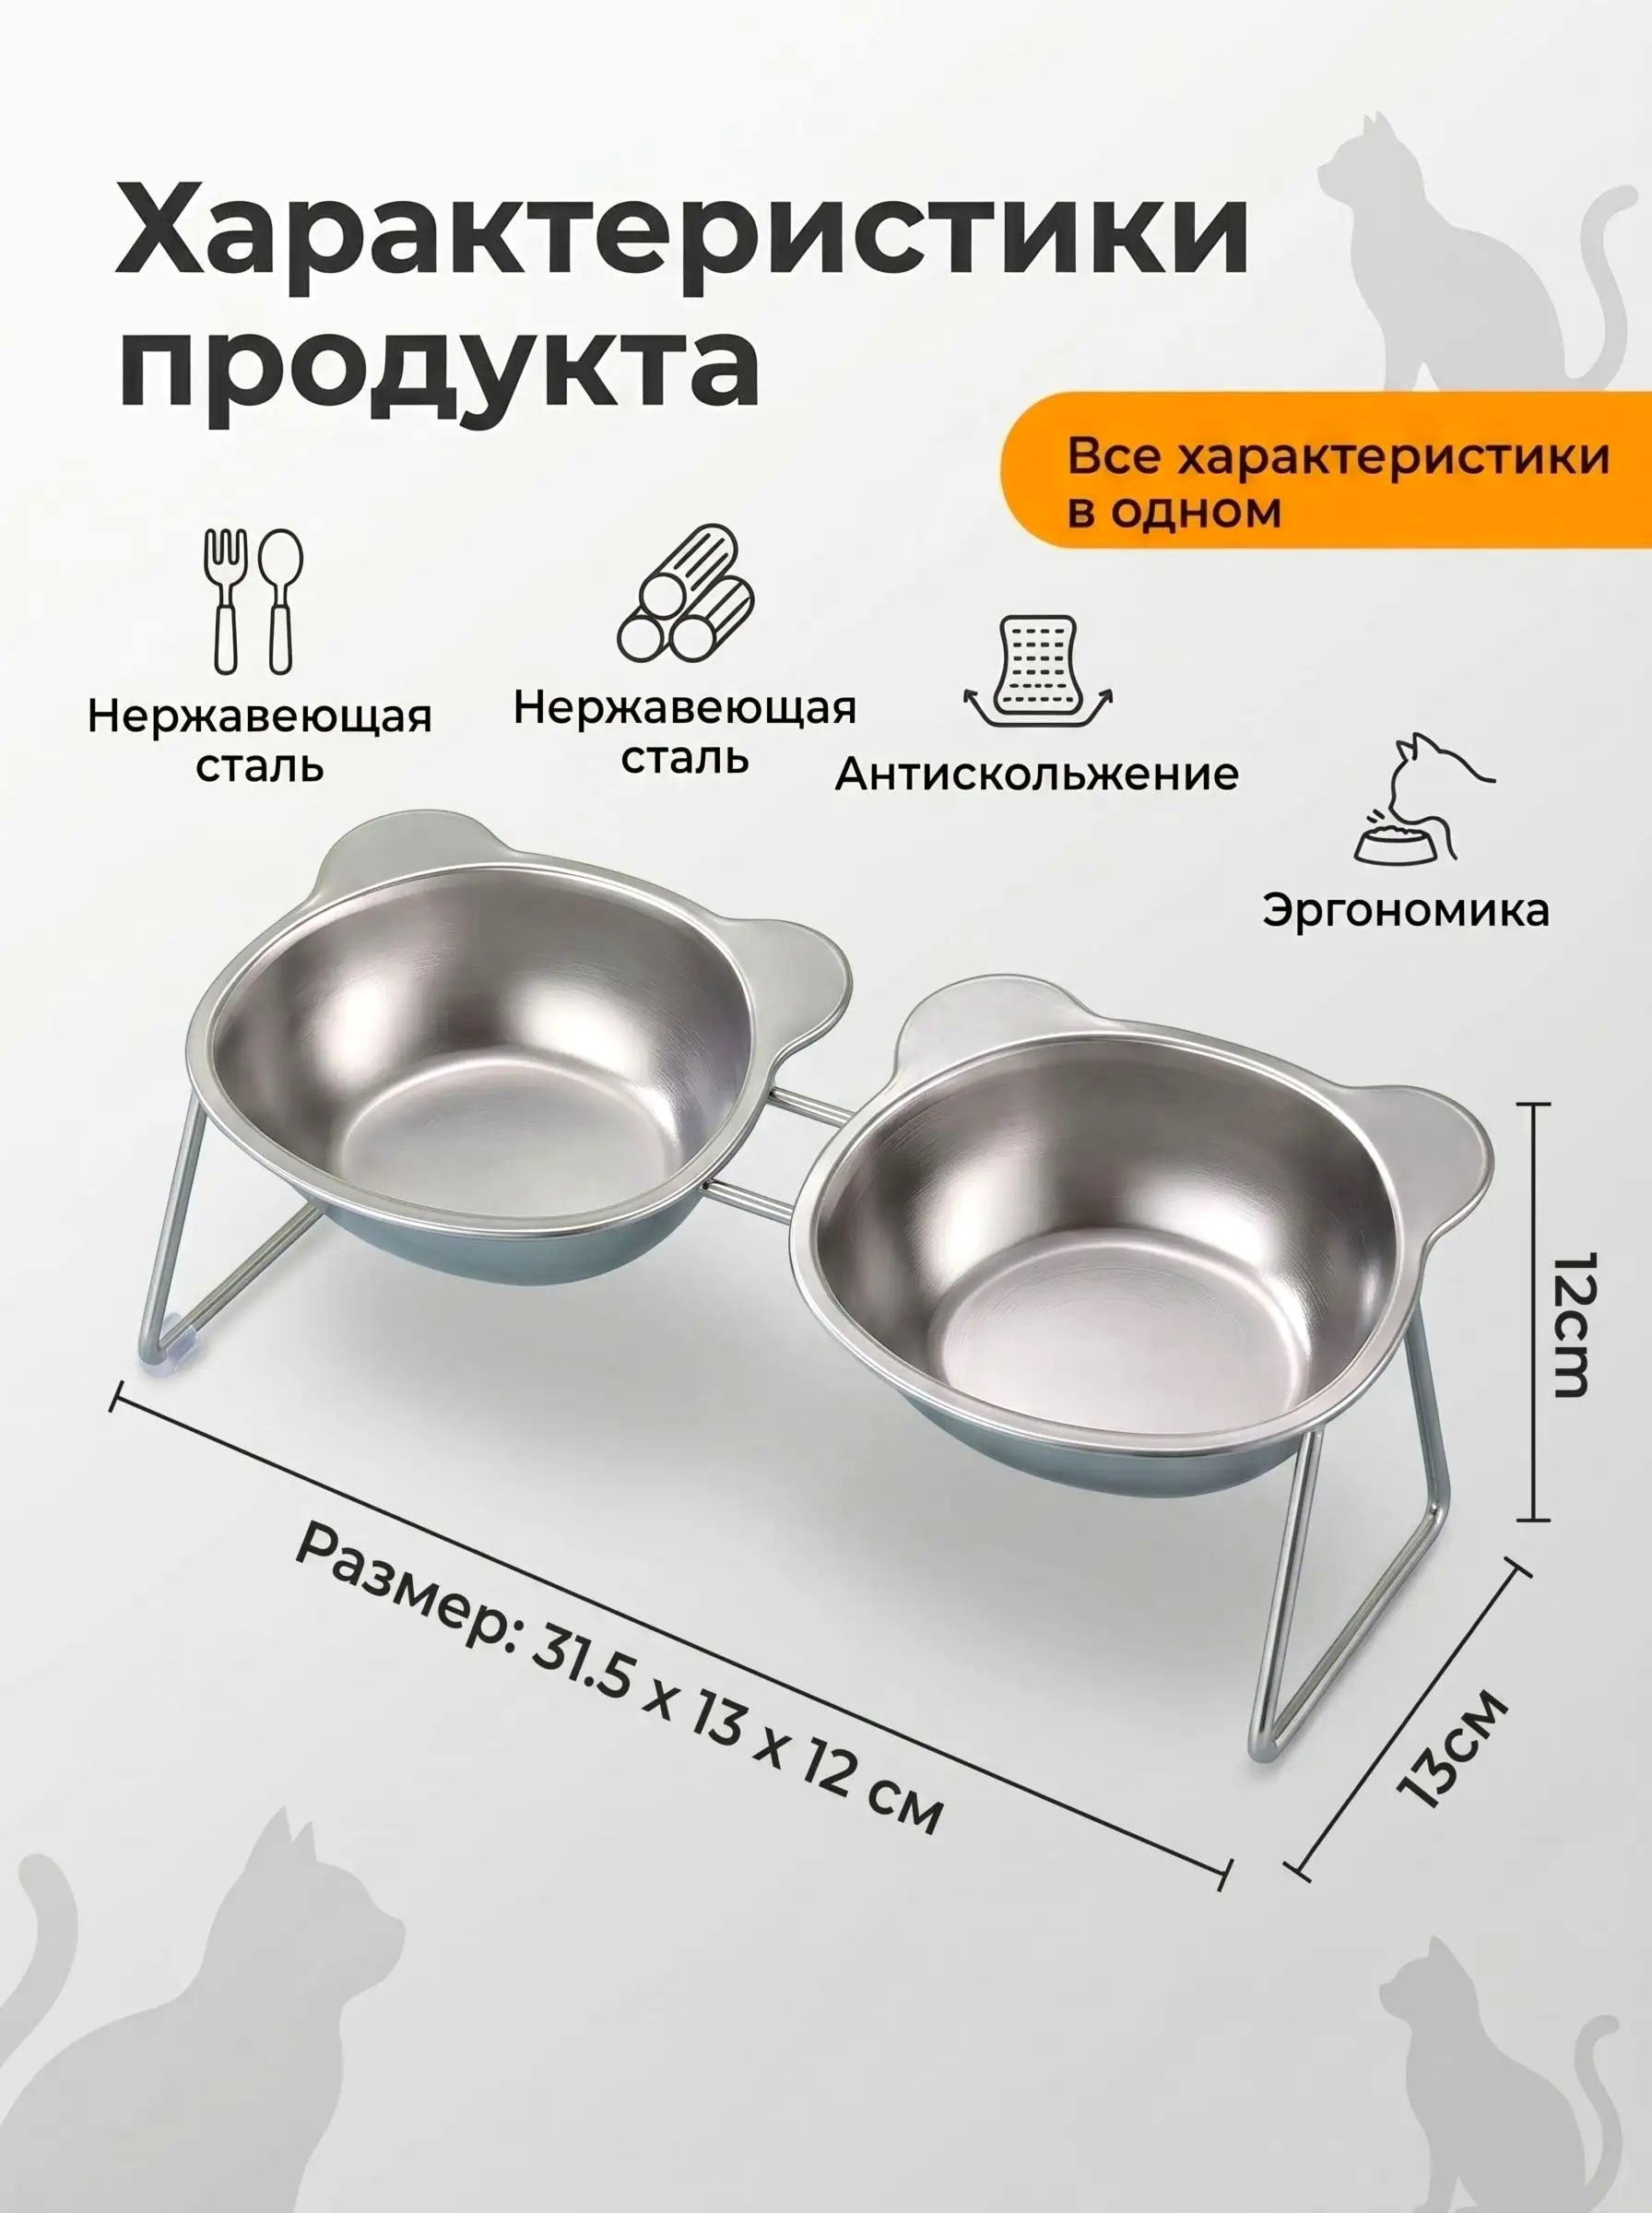 Характеристики
продукта
Все характеристики
в одном
Нержавеющая
сталь
Нержавеющая
сталь
Антискольжение
Эргономика
12cm
Размер: 31.5 x 13 x 12 см
13см